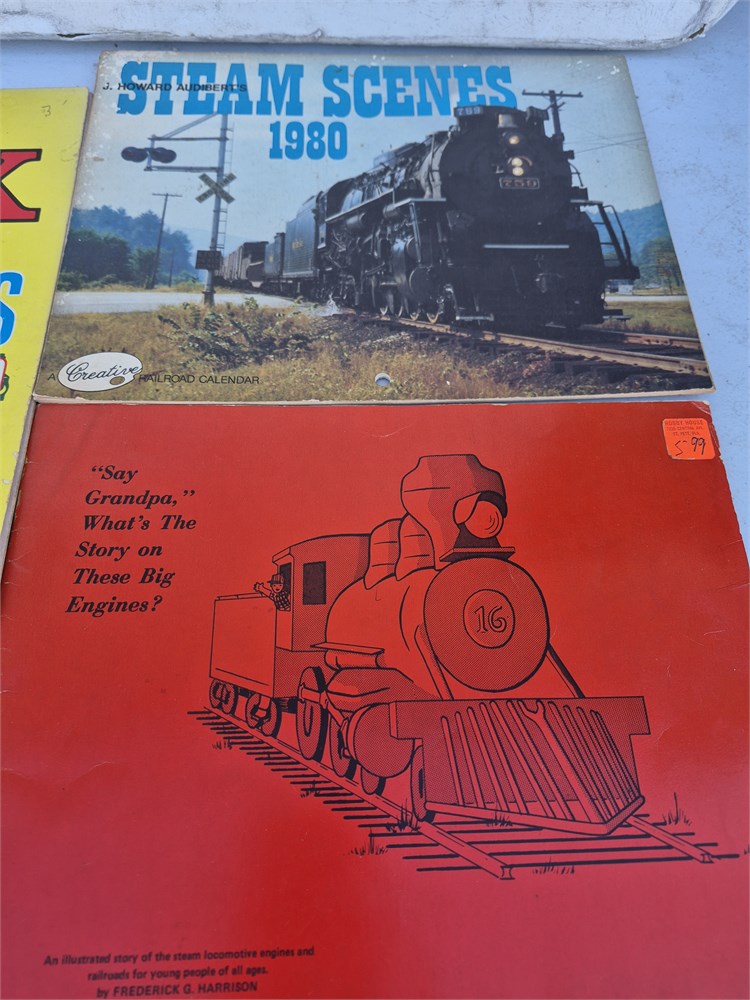 J. HOWARD AUDIBERT'S
STEAM SCENES
1980
759
759
A Creative RAILROAD CALENDAR
5-99
"Say
Grandpa,"
What's The
Story on
These Big
Engines?
16
An illustrated story of the steam locomotive engines and
railroads for young people of all ages.
by FREDERICK G. HARRISON